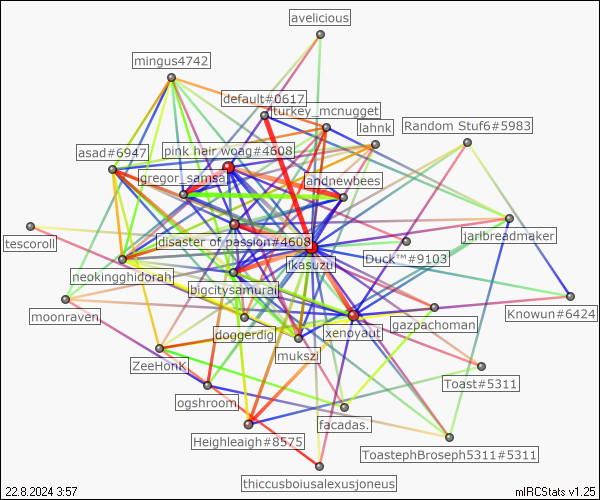 avelicious
mingus4742
default#0617
turkey_mcnugget
lahnk
Random Stuf6#5983
asad#6947
pink hair woag#4608
gregor_samsa
andnewbees
tescoroll
disaster of passion#4608
jaribreadmaker
neokingghidorah
ikasuzu
Duck™#9103
bigcitysamurai
moonraven
doggerdig
xenoyaut
gazpachoman
Knowun#6424
ZeeHonK
mukszi
Toast#5311
ogshroom
facadas.
Heighleaigh#8575
ToastephBroseph5311#5311
thiccusboiusalexusjoneus
22.8.2024 3:57
mIRCStats v1.25